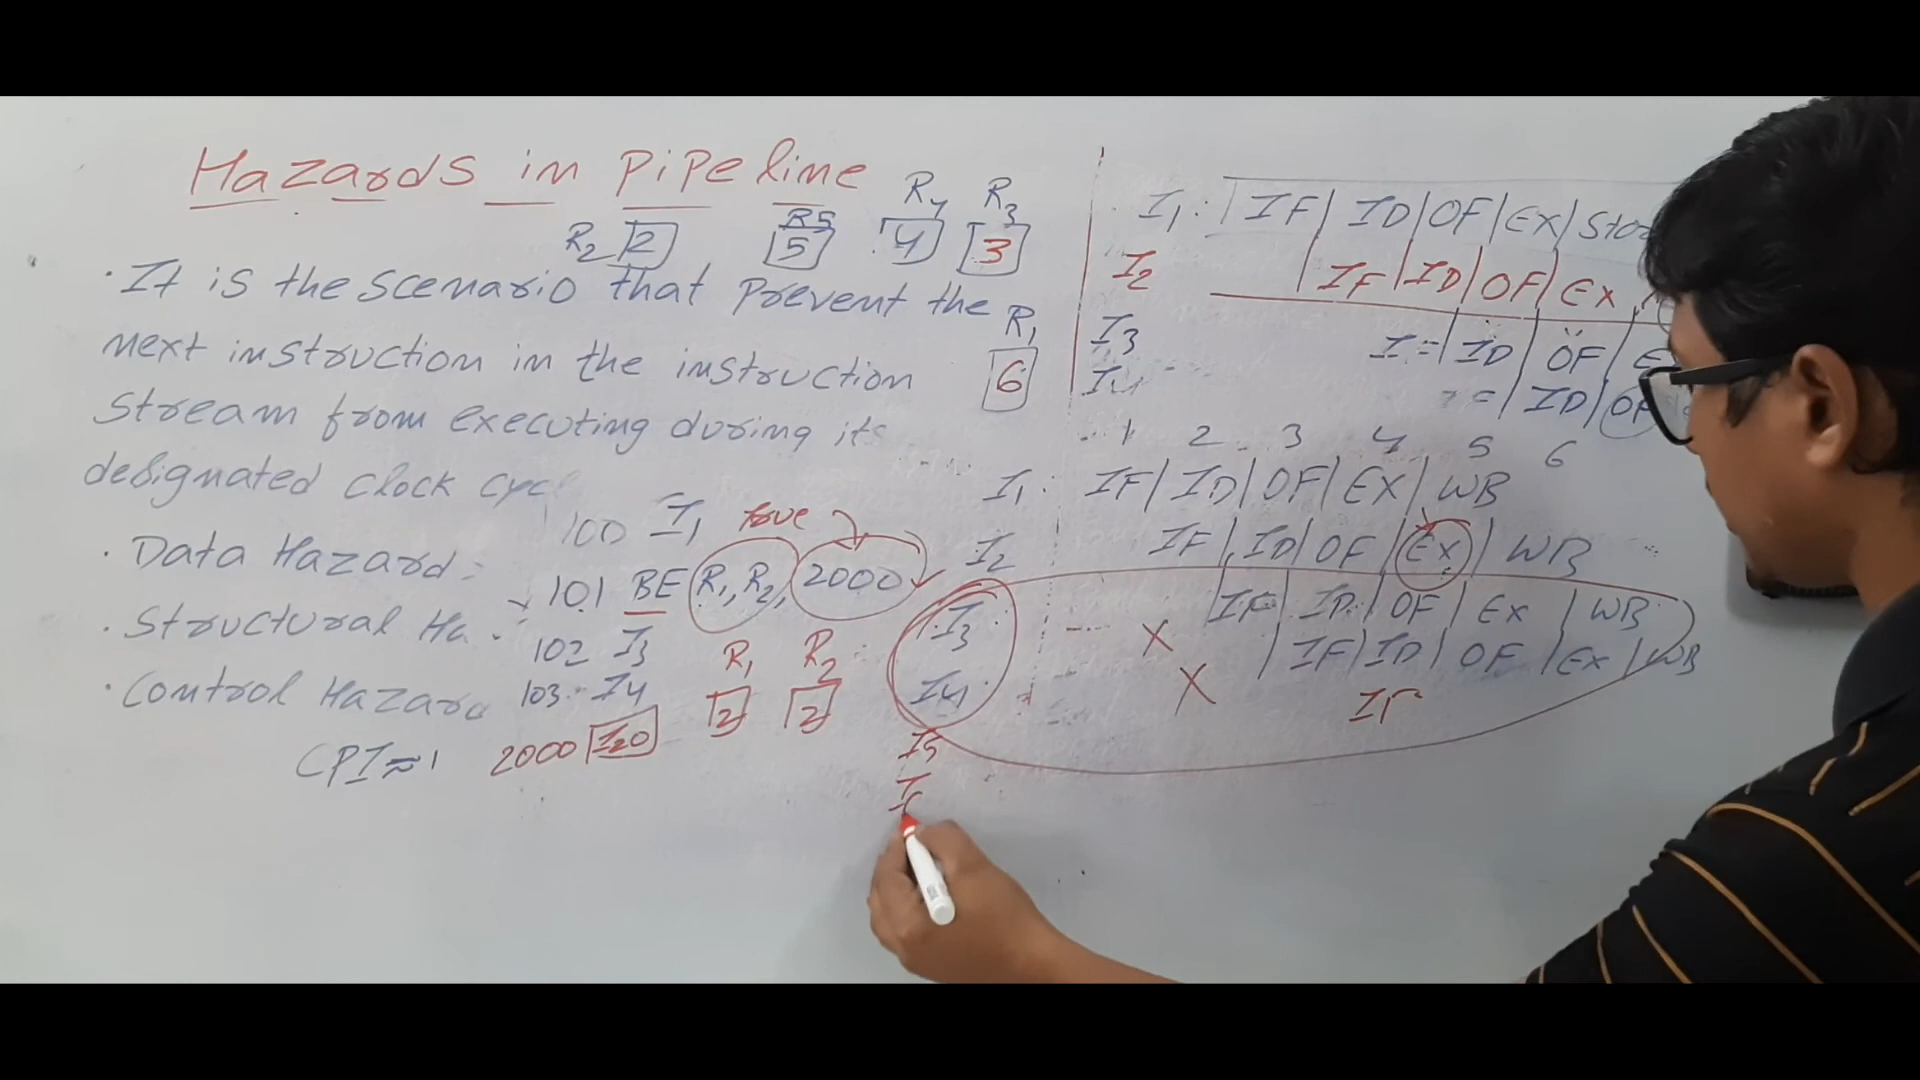 Hazards in Pipeline
R2 2
R5
5
R4
4
R3
3
· It is the scenario that prevent the
next instruction in the instruction
stream from executing during its
designated clock cyc
R1
6
· Data Hazard:
· Structural Ha
· Control Hazard
CPI≈1
100 I1 true
101 BE R1, R2, 2000
102 I3
103 I4
2000 I20
R1 R2
2 2
I1: IF | ID | OF | EX | Sto
I2 IF | ID | OF | EX
I3 ID | OF | E
I4 ID | OF
1 2 3 4 5 6
I1: IF | ID | OF | EX | WB
I2 IF | ID | OF | EX | WB
I3 X IF | ID | OF | EX | WB
I4 X IF | ID | OF | EX | WB
I5
I